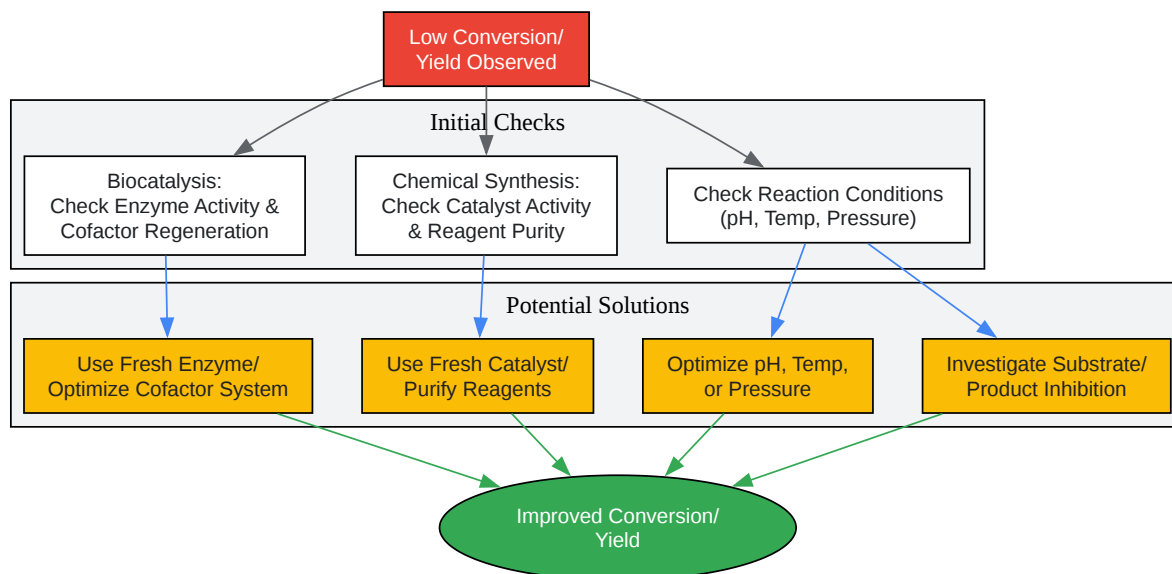 Low Conversion/
Yield Observed
Initial Checks
Biocatalysis:
Check Enzyme Activity &
Cofactor Regeneration
Chemical Synthesis:
Check Catalyst Activity
& Reagent Purity
Check Reaction Conditions
(pH, Temp, Pressure)
Potential Solutions
Use Fresh Enzyme/
Optimize Cofactor System
Use Fresh Catalyst/
Purify Reagents
Optimize pH, Temp,
or Pressure
Investigate Substrate/
Product Inhibition
Improved Conversion/
Yield